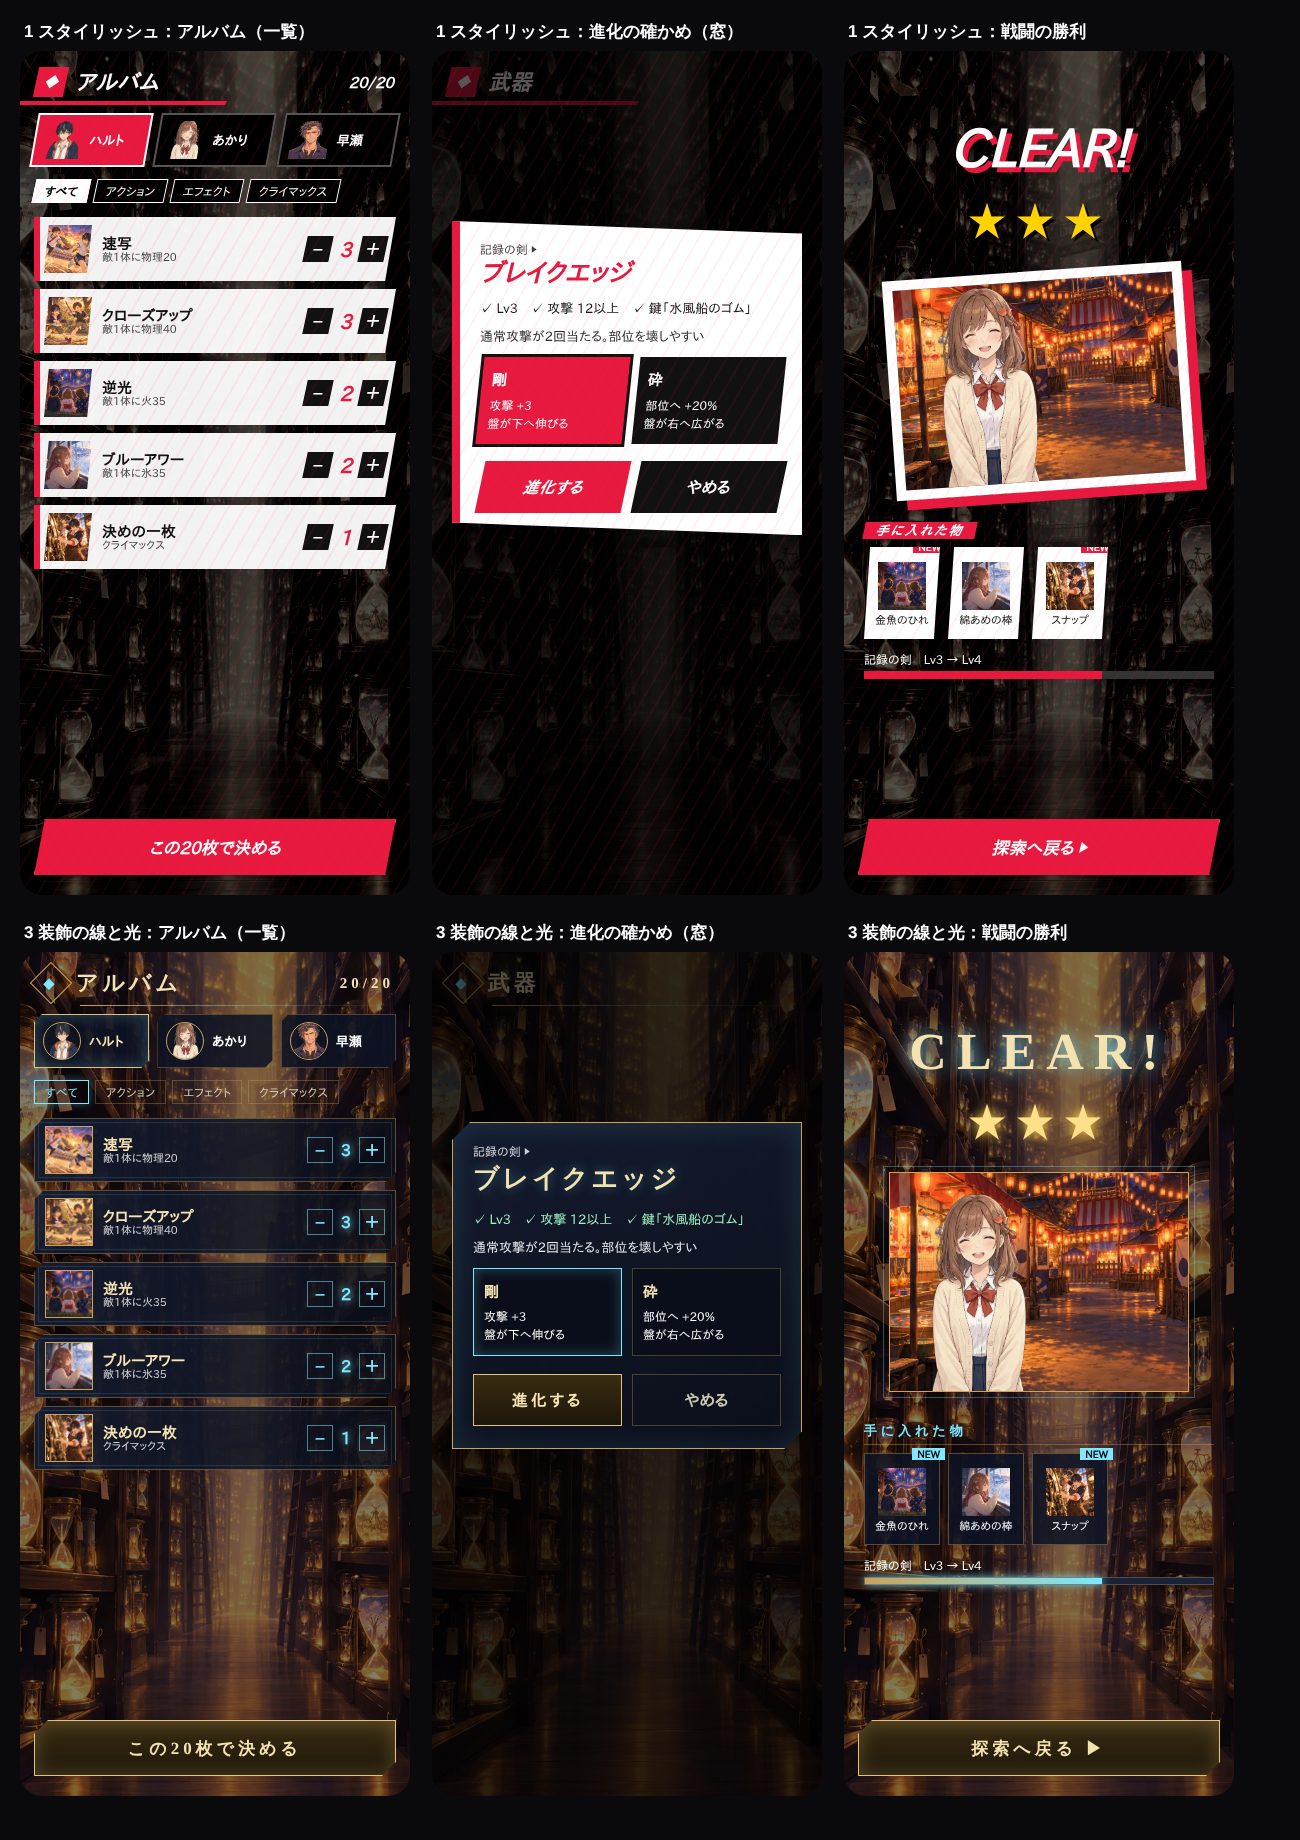 1 スタイリッシュ：アルバム（一覧）
アルバム
20/20
ハルト
あかり
早瀬
すべて
アクション
エフェクト
クライマックス
速写
敵1体に物理20
− 3 +
クローズアップ
敵1体に物理40
− 3 +
逆光
敵1体に火35
− 2 +
ブルーアワー
敵1体に氷35
− 2 +
決めの一枚
クライマックス
− 1 +
この20枚で決める
1 スタイリッシュ：進化の確かめ（窓）
武器
記録の剣 ▶
ブレイクエッジ
✓ Lv3 ✓ 攻撃 12以上 ✓ 鍵「水風船のゴム」
通常攻撃が2回当たる。部位を壊しやすい
剛
攻撃 +3
盤が下へ伸びる
砕
部位へ +20%
盤が右へ広がる
進化する
やめる
1 スタイリッシュ：戦闘の勝利
CLEAR!
★★★
手に入れた物
NEW
金魚のひれ
綿あめの棒
NEW
スナップ
記録の剣 Lv3 → Lv4
探索へ戻る ▶
3 装飾の線と光：アルバム（一覧）
アルバム
20/20
ハルト
あかり
早瀬
すべて
アクション
エフェクト
クライマックス
速写
敵1体に物理20
− 3 +
クローズアップ
敵1体に物理40
− 3 +
逆光
敵1体に火35
− 2 +
ブルーアワー
敵1体に氷35
− 2 +
決めの一枚
クライマックス
− 1 +
この20枚で決める
3 装飾の線と光：進化の確かめ（窓）
武器
記録の剣 ▶
ブレイクエッジ
✓ Lv3 ✓ 攻撃 12以上 ✓ 鍵「水風船のゴム」
通常攻撃が2回当たる。部位を壊しやすい
剛
攻撃 +3
盤が下へ伸びる
砕
部位へ +20%
盤が右へ広がる
進化する
やめる
3 装飾の線と光：戦闘の勝利
CLEAR!
★★★
手に入れた物
NEW
金魚のひれ
綿あめの棒
NEW
スナップ
記録の剣 Lv3 → Lv4
探索へ戻る ▶